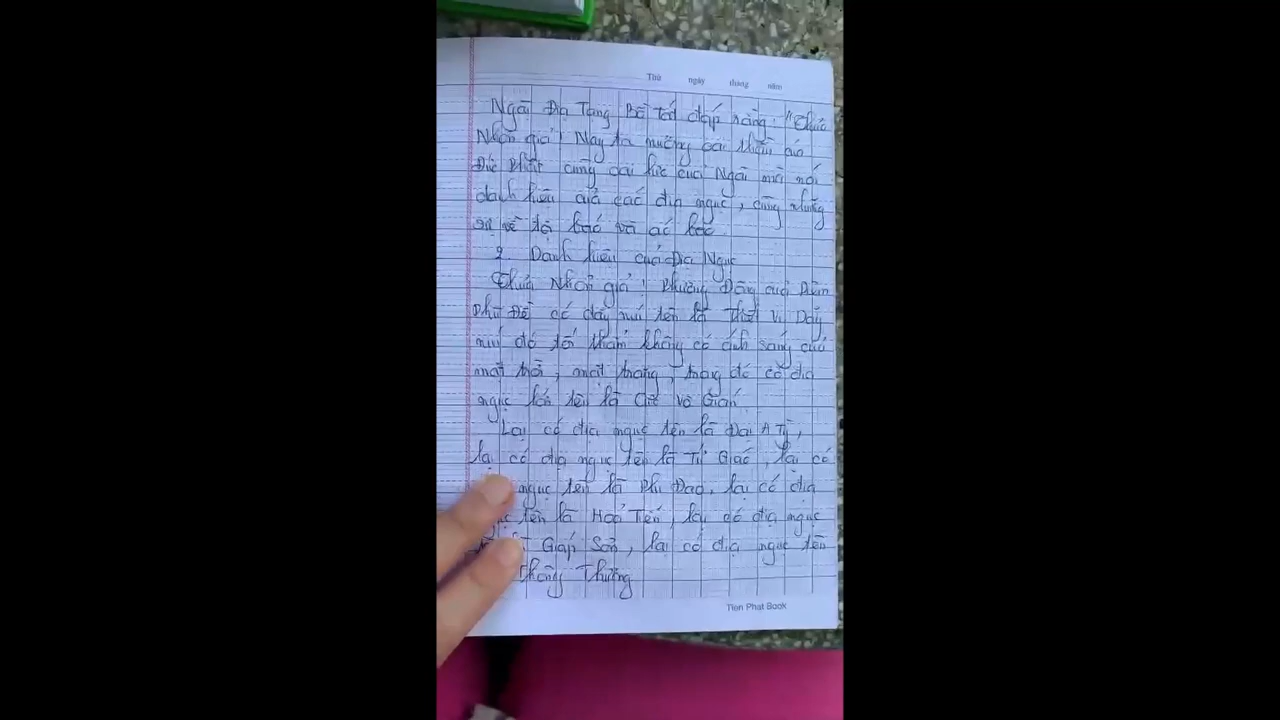 Thứ ngày tháng năm
Ngài Địa Tạng Bồ Tát đáp rằng: "Thưa
Nhân giả! Nay ta nương oai thần của
Đức Phật cùng oai lực của Ngài mà nói
danh hiệu của các địa ngục, cùng những
sự về tội báo và ác báo
2. Danh hiệu của Địa Ngục
Thưa Nhân giả! Phương Đông của Diêm
Phù Đề có dãy núi tên là Thiết Vi Dãy
núi đó tối thẳm không có ánh sáng của
mặt trời, mặt trăng, trong đó có địa
ngục lớn tên là Cực Vô Gián
Lại có địa ngục tên là Đại A Tỳ,
lại có địa ngục tên là Tứ Giác, lại có
ngục tên là Phi Đao, lại có địa
tên là Hoả Tiễn, lại có địa ngục
Giáp Sơn, lại có địa ngục tên
Thông Thương
Tien Phat Book